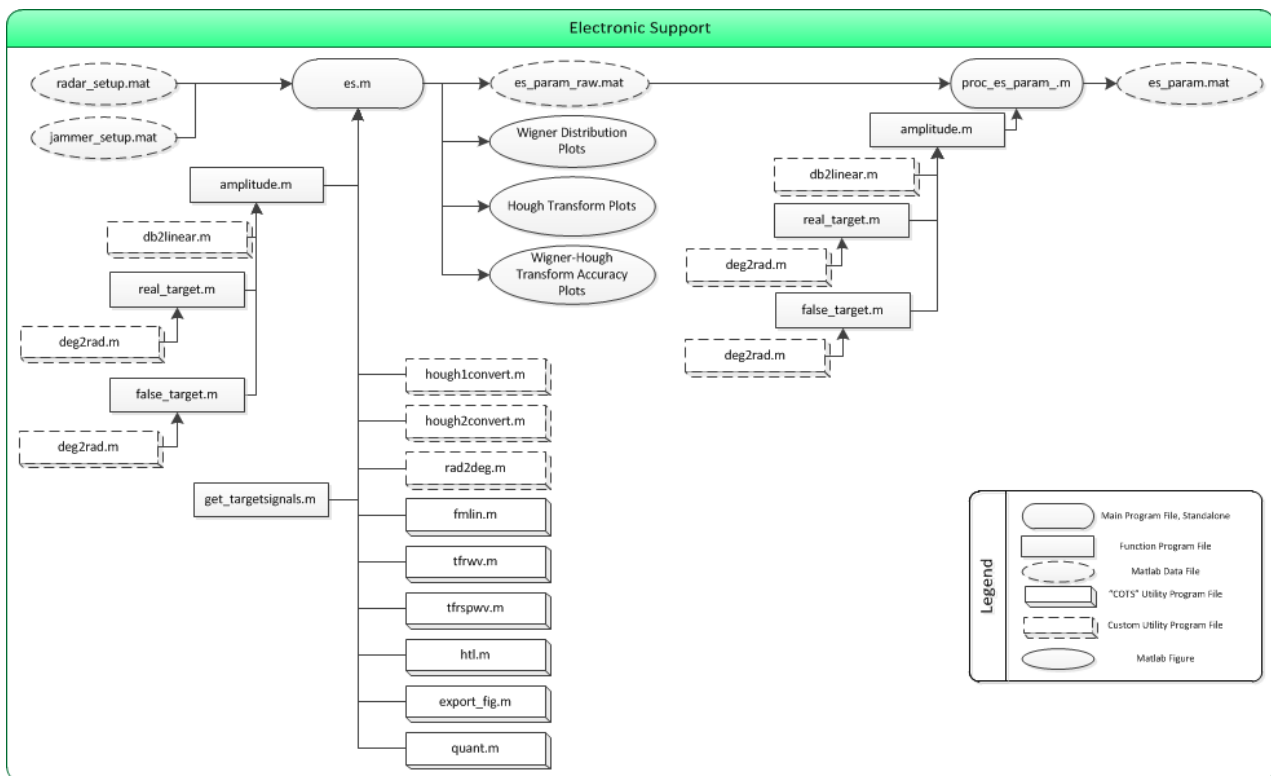 Electronic Support
radar_setup.mat
es.m
es_param_raw.mat
proc_es_param_.m
es_param.mat
jammer_setup.mat
Wigner Distribution
Plots
amplitude.m
amplitude.m
db2linear.m
Hough Transform Plots
real_target.m
db2linear.m
deg2rad.m
Wigner-Hough
Transform Accuracy
Plots
real_target.m
false_target.m
deg2rad.m
deg2rad.m
hough1convert.m
false_target.m
hough2convert.m
deg2rad.m
rad2deg.m
get_targetsignals.m
fmlin.m
tfrwv.m
tfrspwv.m
htl.m
export_fig.m
quant.m
Legend
Main Program File, Standalone
Function Program File
Matlab Data File
"COTS" Utility Program File
Custom Utility Program File
Matlab Figure